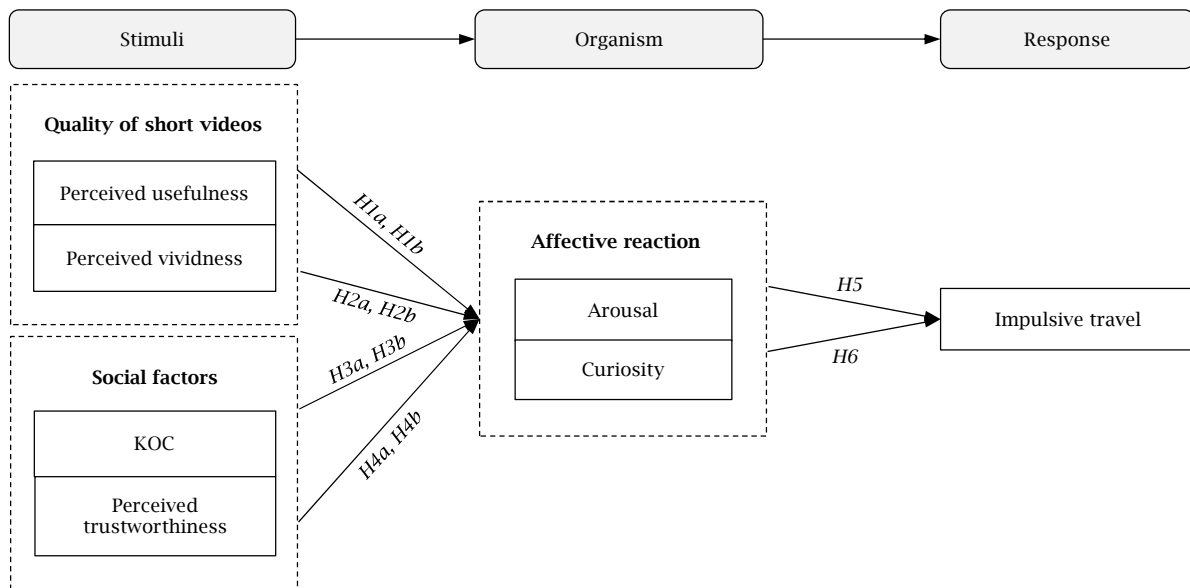 Stimuli
Organism
Response
Quality of short videos
Perceived usefulness
Perceived vividness
H1a, H1b
H2a, H2b
Social factors
KOC
Perceived
trustworthiness
H3a, H3b
H4a, H4b
Affective reaction
Arousal
Curiosity
H5
H6
Impulsive travel